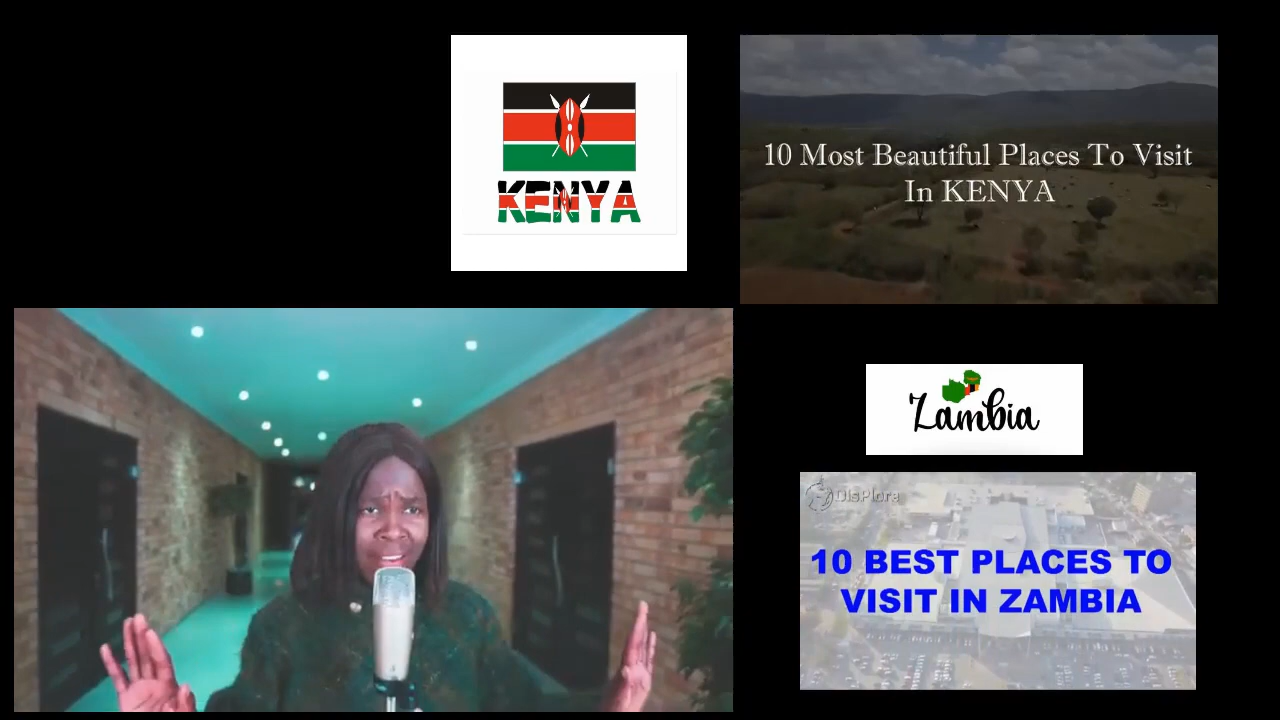 KENYA
10 Most Beautiful Places To Visit
In KENYA
Zambia
DisPlora
10 BEST PLACES TO
VISIT IN ZAMBIA